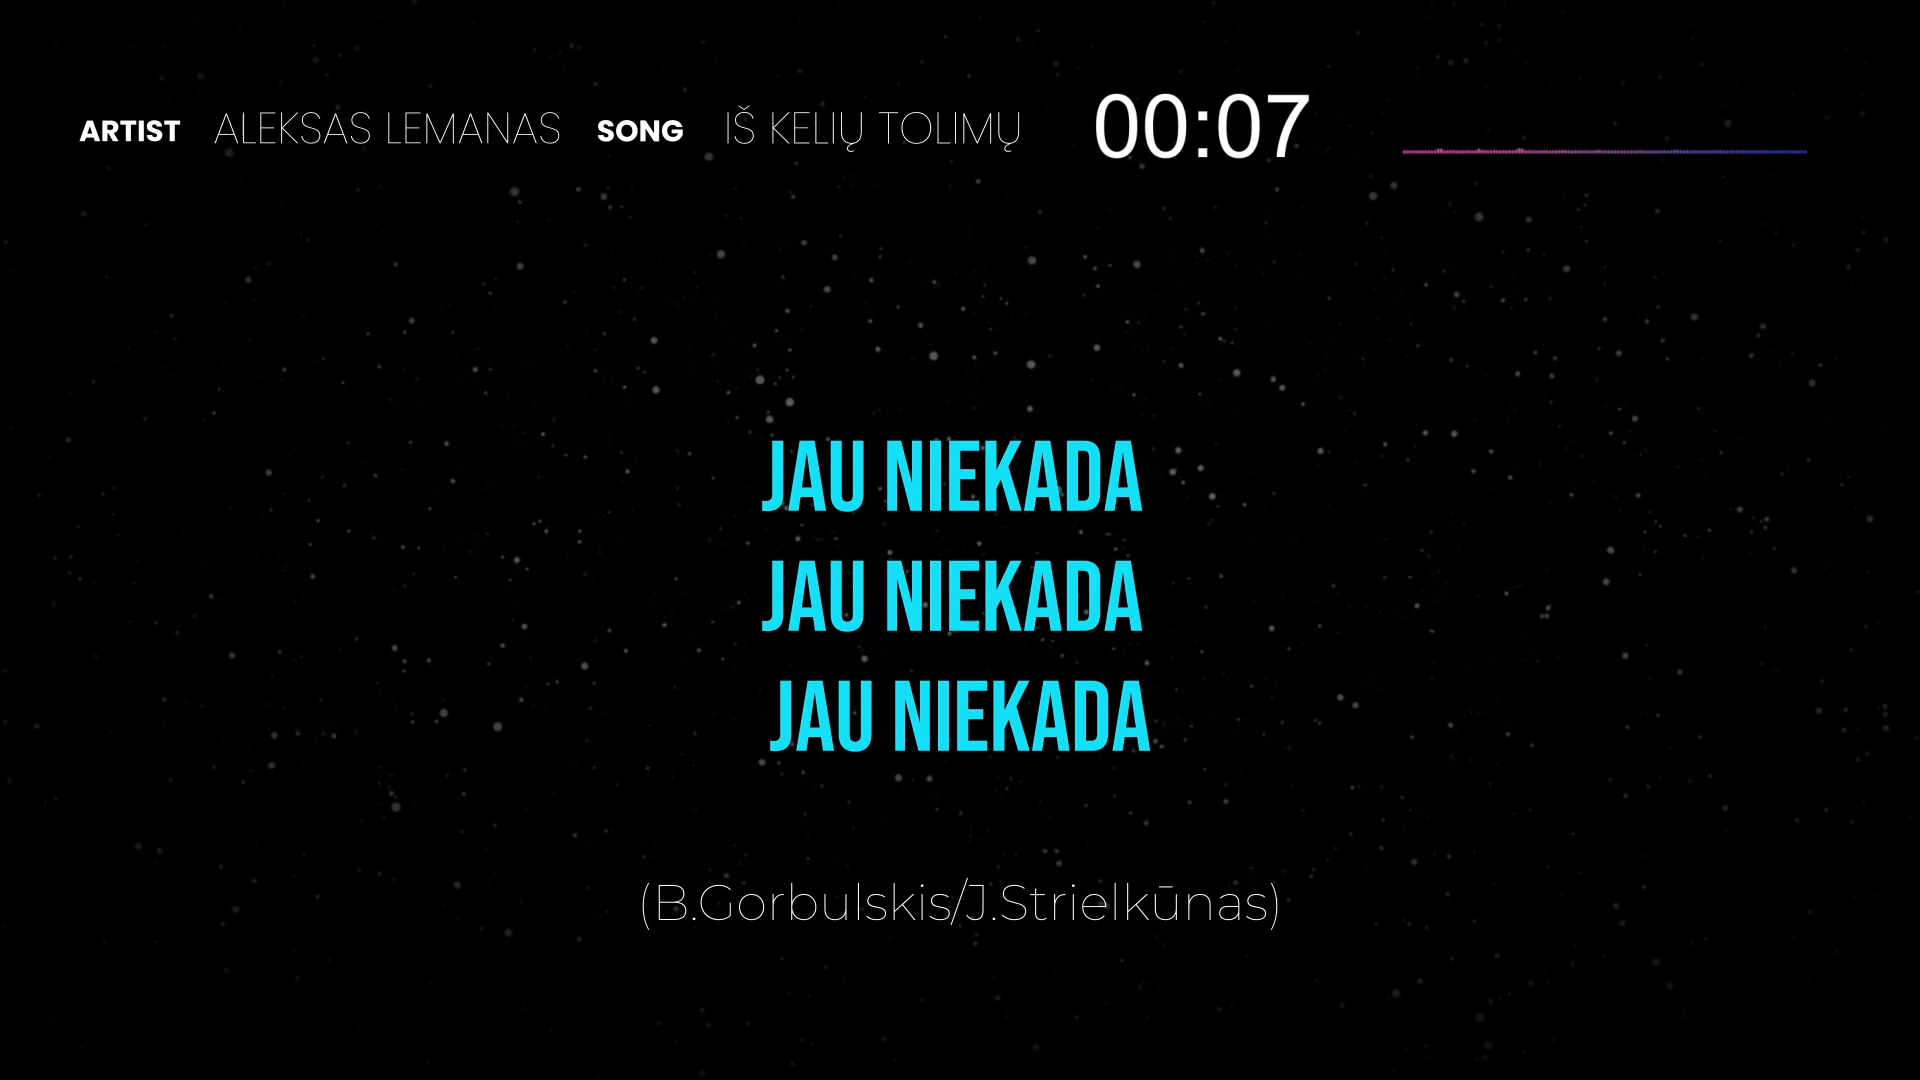 ARTIST ALEKSAS LEMANAS SONG IŠ KELIŲ TOLIMŲ 00:07
JAU NIEKADA
JAU NIEKADA
JAU NIEKADA
(B.Gorbulskis/J.Strielkūnas)